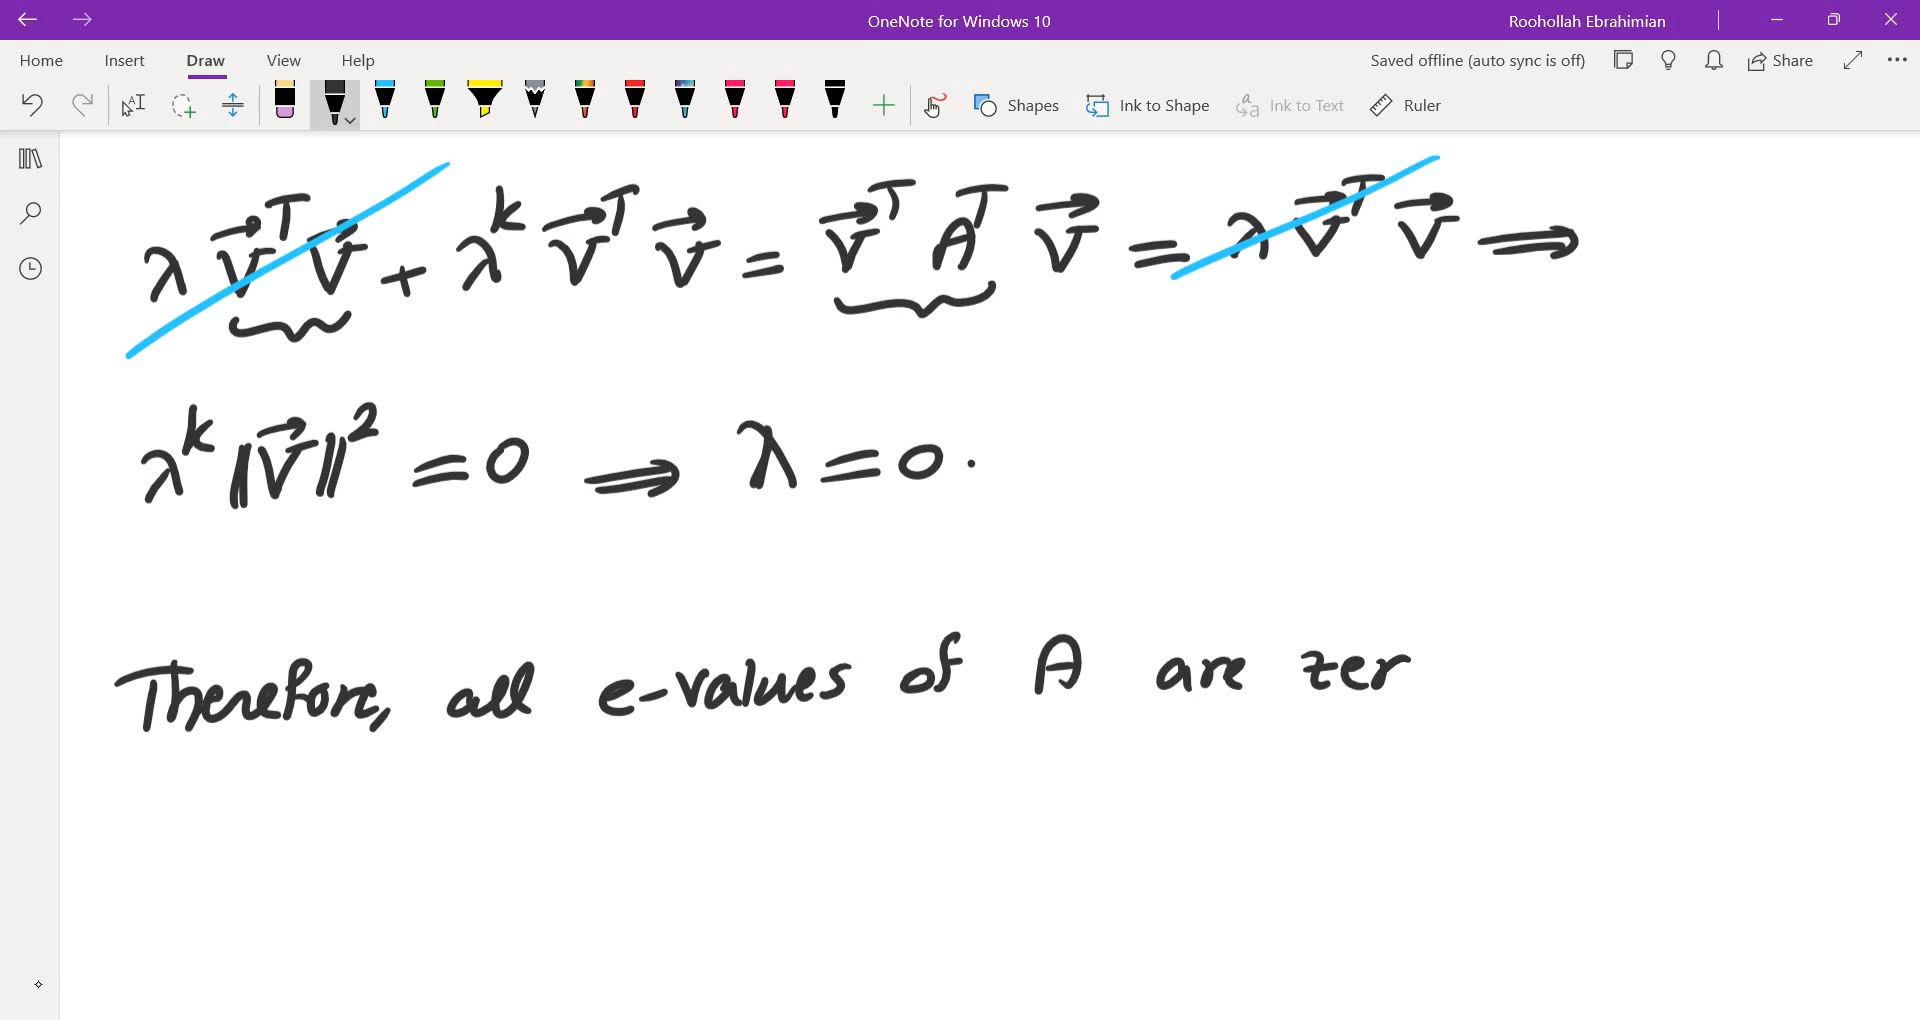 OneNote for Windows 10
Roohollah Ebrahimian
Home Insert Draw View Help
Saved offline (auto sync is off) Share
Shapes Ink to Shape Ink to Text Ruler
λ v⃗ᵀ v⃗ + λᵏ v⃗ᵀ v⃗ = v⃗ᵀ Aᵀ v⃗ = λ v⃗ᵀ v⃗ ⟹
λᵏ ‖v⃗‖² = 0 ⟹ λ = 0 .
Therefore, all e-values of A are zer